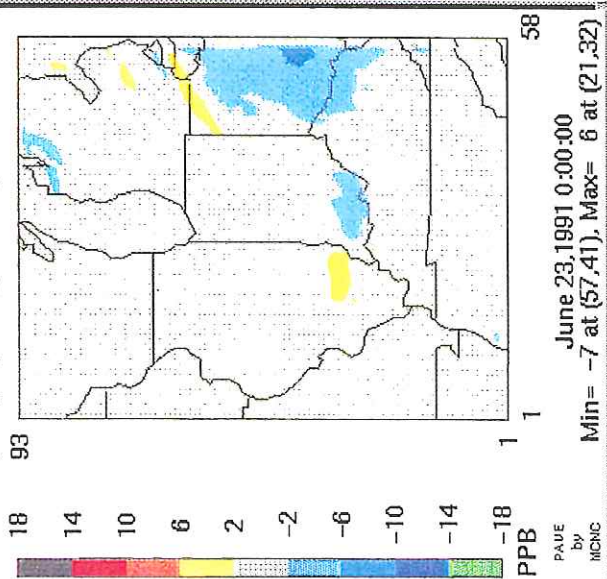 18
14
10
6
2
-2
-6
-10
-14
-18
PPB
PAVE
by
MCNC
93
1
1
58
June 23,1991 0:00:00
Min= -7 at (57,41), Max= 6 at (21,32)